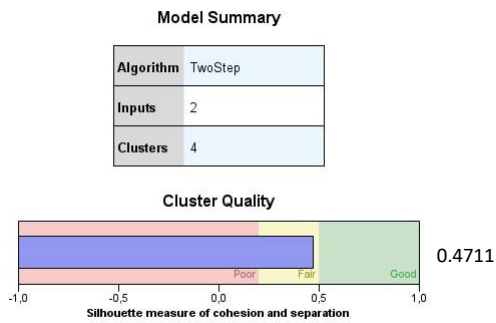 Model Summary
Algorithm TwoStep
Inputs 2
Clusters 4
Cluster Quality
0.4711
Poor Fair Good
-1,0 -0,5 0,0 0,5 1,0
Silhouette measure of cohesion and separation